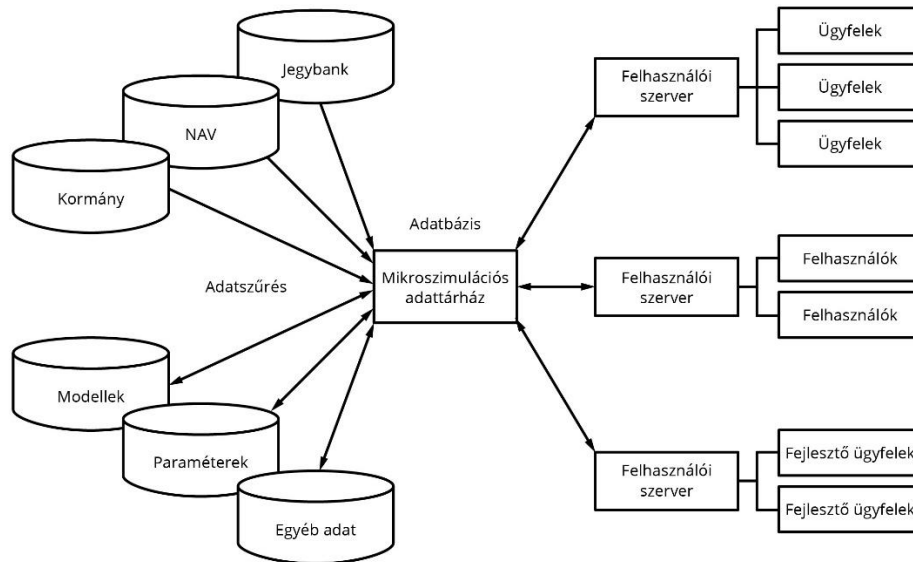 Jegybank
NAV
Kormány
Adatszűrés
Modellek
Paraméterek
Egyéb adat
Adatbázis
Mikroszimulációs
adattárház
Felhasználói
szerver
Ügyfelek
Ügyfelek
Ügyfelek
Felhasználói
szerver
Felhasználók
Felhasználók
Felhasználói
szerver
Fejlesztő ügyfelek
Fejlesztő ügyfelek